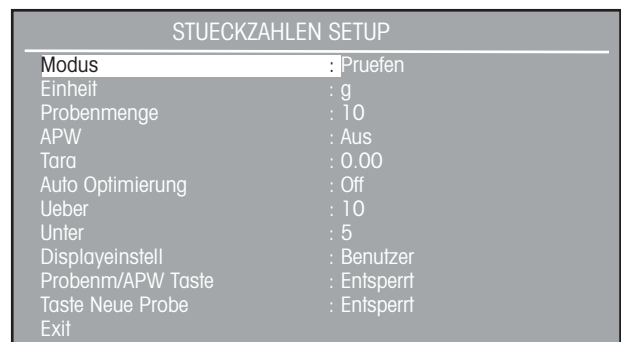 STUECKZAHLEN SETUP
Modus : Pruefen
Einheit : g
Probenmenge : 10
APW : Aus
Tara : 0.00
Auto Optimierung : Off
Ueber : 10
Unter : 5
Displayeinstell : Benutzer
Probenm/APW Taste : Entsperrt
Taste Neue Probe : Entsperrt
Exit